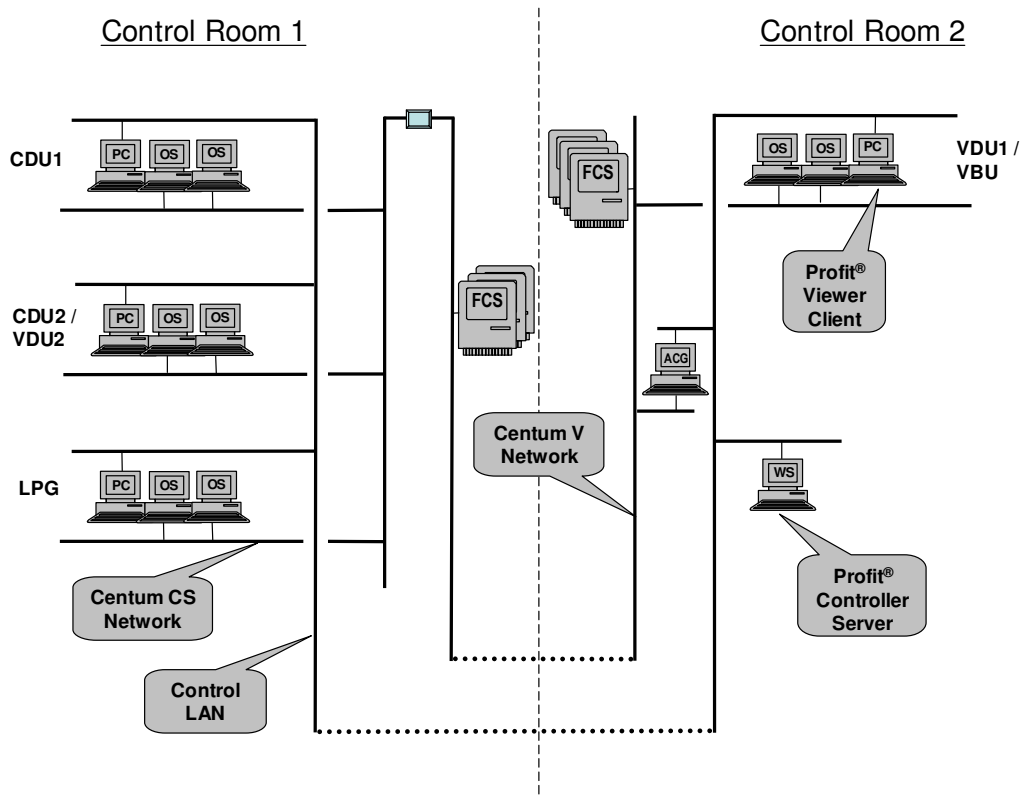 Control Room 1
Control Room 2
CDU1
PC
OS
OS
FCS
OS
OS
PC
VDU1 /
VBU
Profit®
Viewer
Client
CDU2 /
VDU2
PC
OS
OS
FCS
ACG
Centum V
Network
LPG
PC
OS
OS
WS
Centum CS
Network
Profit®
Controller
Server
Control
LAN